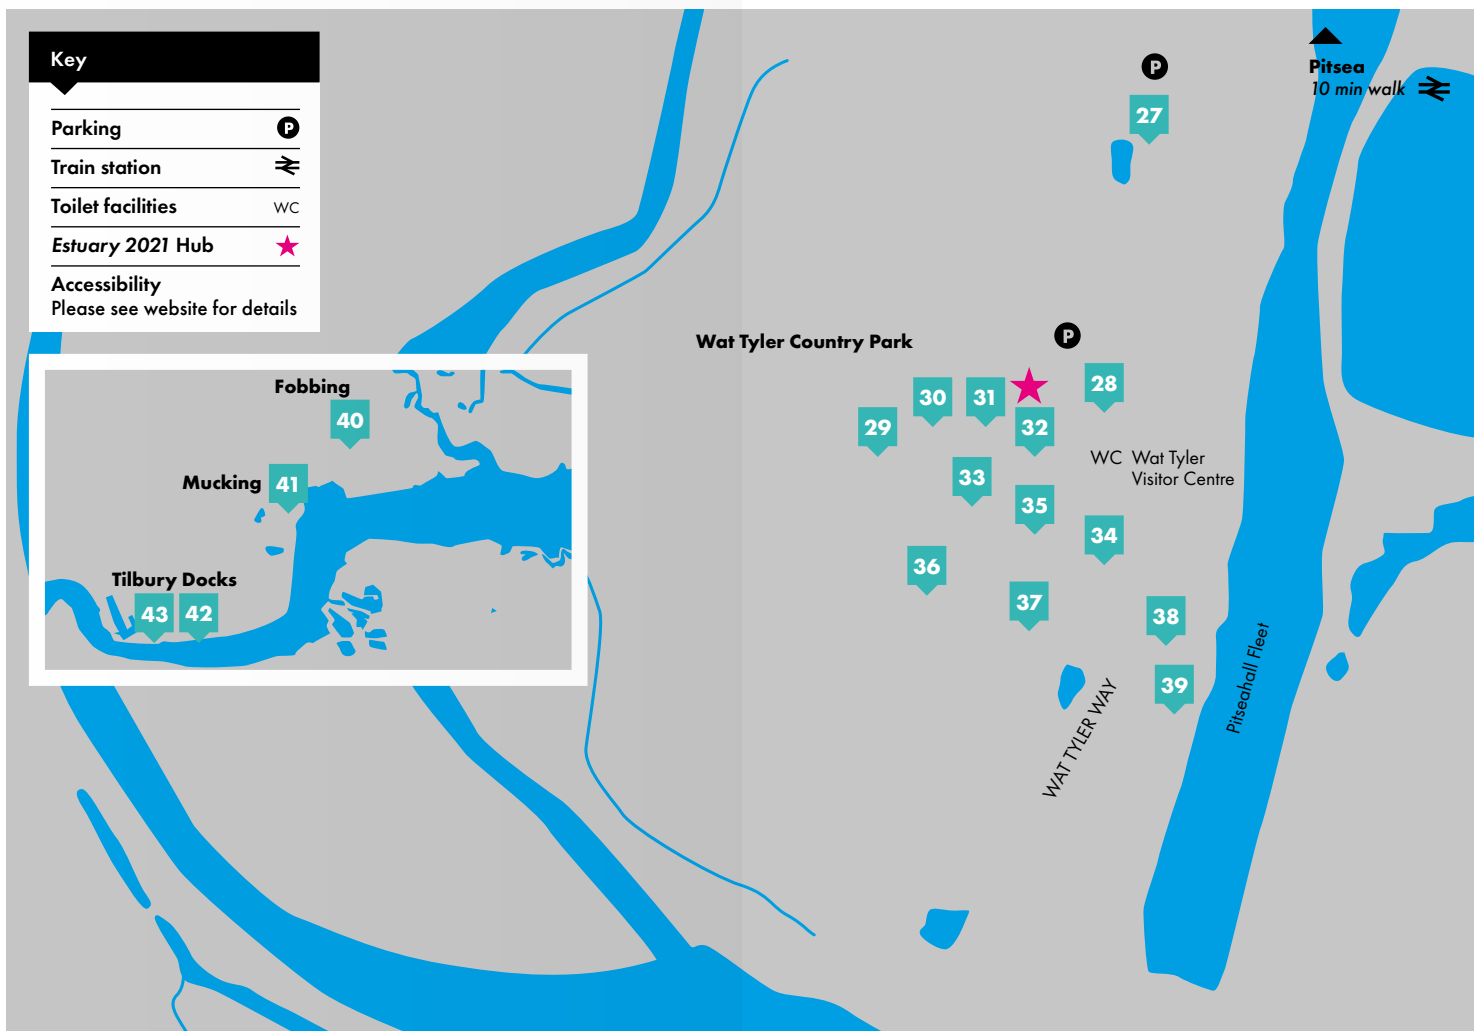 Key
Parking P
Train station
Toilet facilities WC
Estuary 2021 Hub
Accessibility
Please see website for details
Fobbing
40
Mucking 41
Tilbury Docks
43 42
P
27
Pitsea
10 min walk
Wat Tyler Country Park
P
28
30 31
29
32
WC Wat Tyler
Visitor Centre
33
35
34
36
37
38
39
WAT TYLER WAY
Pitseahall Fleet